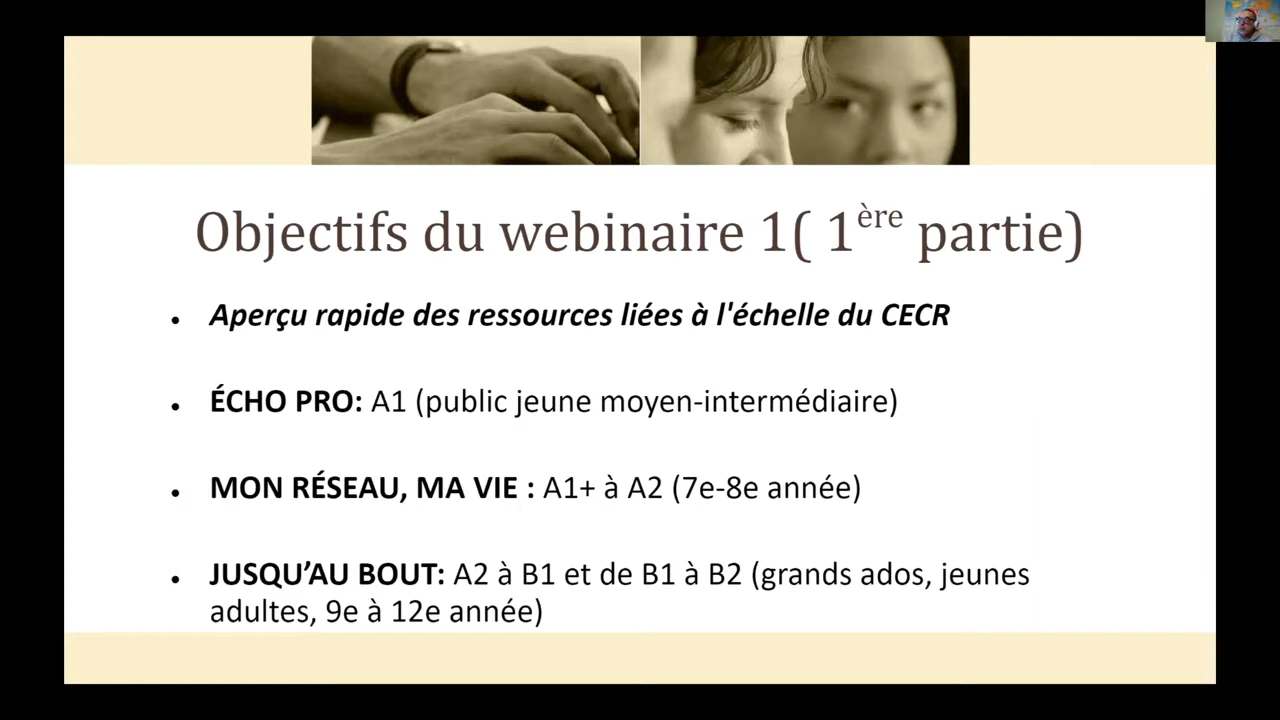 Objectifs du webinaire 1( 1ère partie)
• Aperçu rapide des ressources liées à l'échelle du CECR
• ÉCHO PRO: A1 (public jeune moyen-intermédiaire)
• MON RÉSEAU, MA VIE : A1+ à A2 (7e-8e année)
• JUSQU’AU BOUT: A2 à B1 et de B1 à B2 (grands ados, jeunes
adultes, 9e à 12e année)